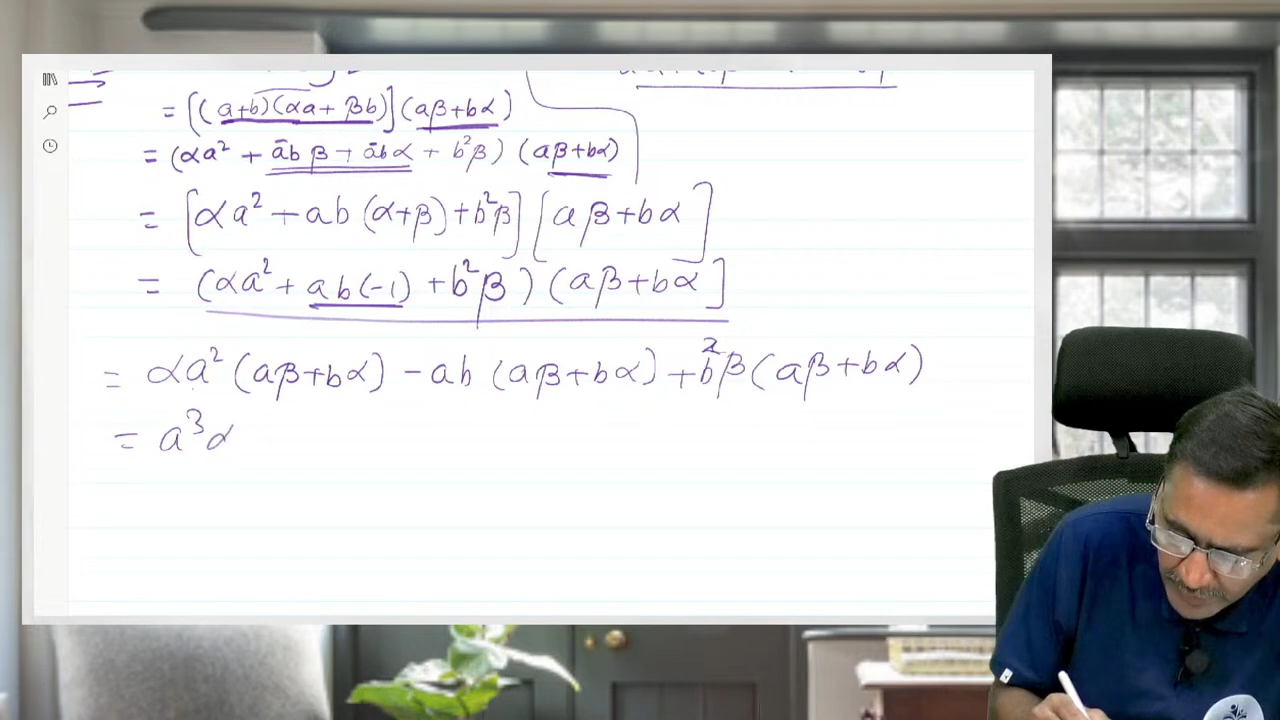 = [(a+b)(αa+ βb)](aβ+bα)
= (αa² + ab β + abα + b²β) (aβ+bα)
= [αa² + ab (α+β) + b²β] [aβ+bα]
= (αa² + ab(-1) + b²β ) (aβ+bα]
= αa² (aβ+bα) - ab (aβ+bα) + b²β (aβ+bα)
= a³α